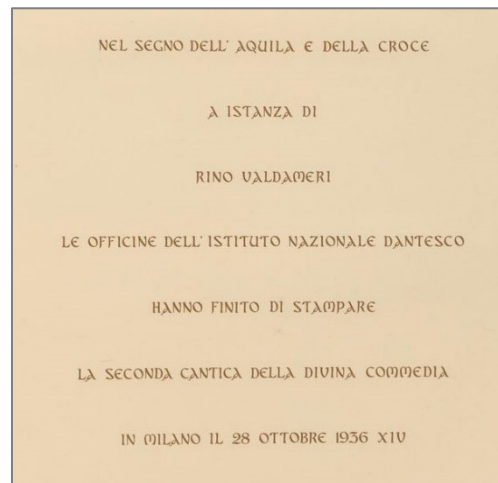 NEL SEGNO DELL' AQUILA E DELLA CROCE
A ISTANZA DI
RINO VALDAMERI
LE OFFICINE DELL' ISTITUTO NAZIONALE DANTESCO
HANNO FINITO DI STAMPARE
LA SECONDA CANTICA DELLA DIVINA COMMEDIA
IN MILANO IL 28 OTTOBRE 1936 XIV